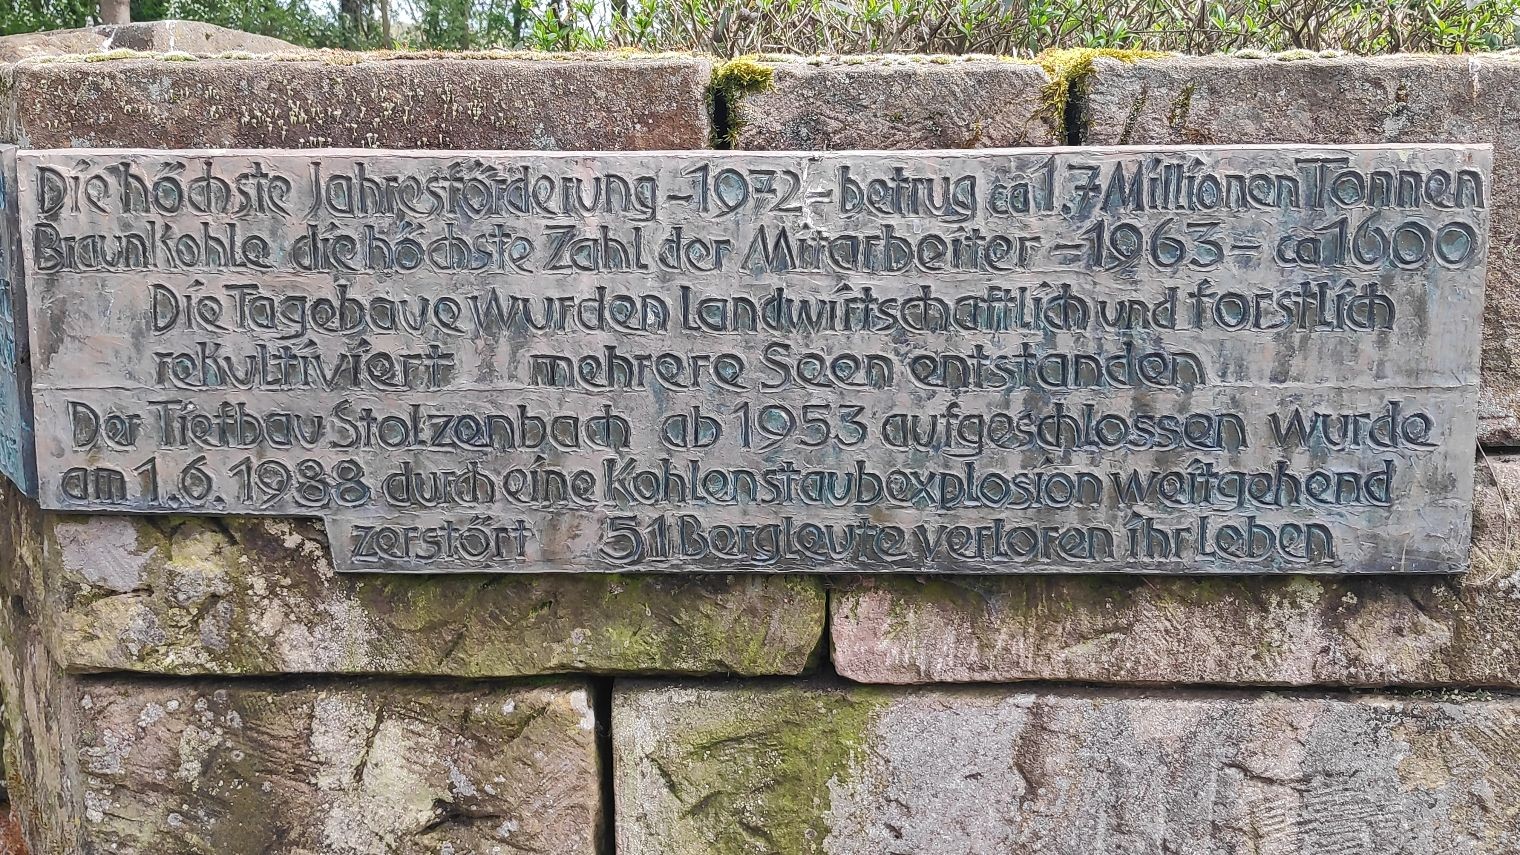 Die höchste Jahresförderung -1972- betrug ca 1.7 Millionen Tonnen
Braunkohle die höchste Zahl der Mitarbeiter -1963- ca 1600
Die Tagebaue wurden landwirtschaftlich und forstlich
rekultiviert mehrere Seen entstanden
Der Tiefbau Stolzenbach ab 1953 aufgeschlossen wurde
am 1.6.1988 durch eine Kohlenstaubexplosion weitgehend
zerstört 51 Bergleute verloren ihr Leben